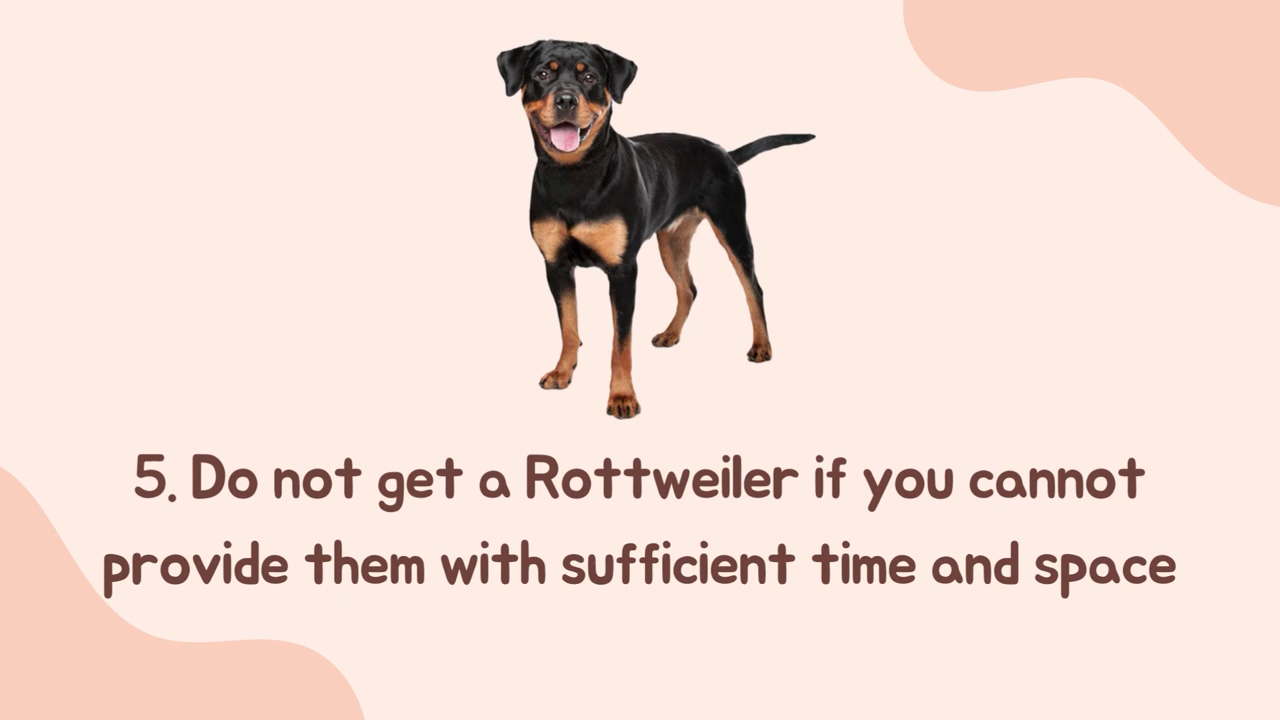 5. Do not get a Rottweiler if you cannot
provide them with sufficient time and space